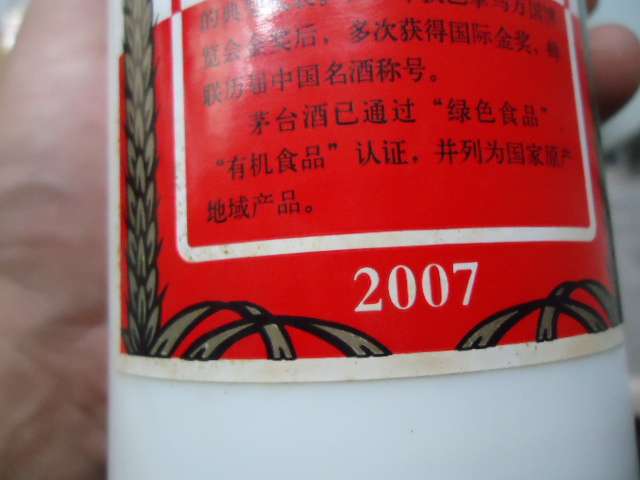 的典
览会金奖后，多次获得国际金奖，蝉
联历届中国名酒称号。
茅台酒已通过“绿色食品”、
“有机食品”认证，并列为国家原产
地域产品。
2007